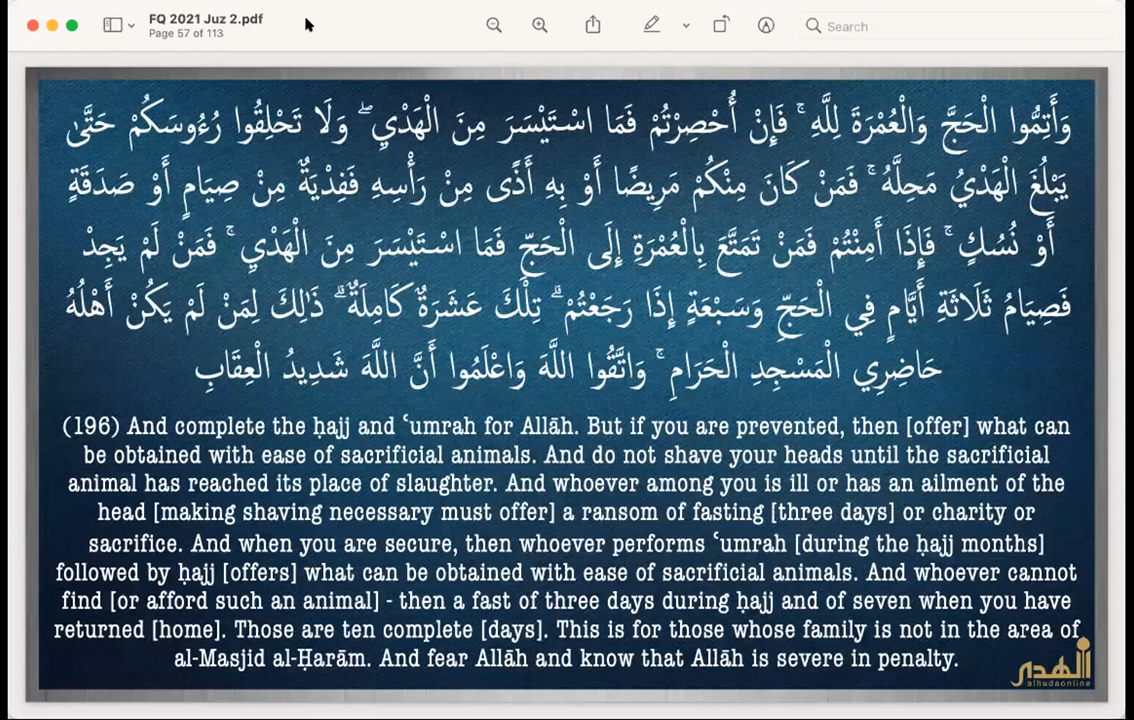 FQ 2021 Juz 2.pdf
Page 57 of 113
Search
وَأَتِمُّوا الْحَجَّ وَالْعُمْرَةَ لِلَّهِ ۚ فَإِنْ أُحْصِرْتُمْ فَمَا اسْتَيْسَرَ مِنَ الْهَدْيِ ۖ وَلَا تَحْلِقُوا رُءُوسَكُمْ حَتَّىٰ
يَبْلُغَ الْهَدْيُ مَحِلَّهُ ۚ فَمَنْ كَانَ مِنْكُمْ مَرِيضًا أَوْ بِهِ أَذًى مِنْ رَأْسِهِ فَفِدْيَةٌ مِنْ صِيَامٍ أَوْ صَدَقَةٍ
أَوْ نُسُكٍ ۚ فَإِذَا أَمِنْتُمْ فَمَنْ تَمَتَّعَ بِالْعُمْرَةِ إِلَى الْحَجِّ فَمَا اسْتَيْسَرَ مِنَ الْهَدْيِ ۚ فَمَنْ لَمْ يَجِدْ
فَصِيَامُ ثَلَاثَةِ أَيَّامٍ فِي الْحَجِّ وَسَبْعَةٍ إِذَا رَجَعْتُمْ ۗ تِلْكَ عَشَرَةٌ كَامِلَةٌ ۗ ذَٰلِكَ لِمَنْ لَمْ يَكُنْ أَهْلُهُ
حَاضِرِي الْمَسْجِدِ الْحَرَامِ ۚ وَاتَّقُوا اللَّهَ وَاعْلَمُوا أَنَّ اللَّهَ شَدِيدُ الْعِقَابِ
(196) And complete the ḥajj and ʿumrah for Allāh. But if you are prevented, then [offer] what can
be obtained with ease of sacrificial animals. And do not shave your heads until the sacrificial
animal has reached its place of slaughter. And whoever among you is ill or has an ailment of the
head [making shaving necessary must offer] a ransom of fasting [three days] or charity or
sacrifice. And when you are secure, then whoever performs ʿumrah [during the ḥajj months]
followed by ḥajj [offers] what can be obtained with ease of sacrificial animals. And whoever cannot
find [or afford such an animal] - then a fast of three days during ḥajj and of seven when you have
returned [home]. Those are ten complete [days]. This is for those whose family is not in the area of
al-Masjid al-Ḥarām. And fear Allāh and know that Allāh is severe in penalty.
الهدى
alhudaonline